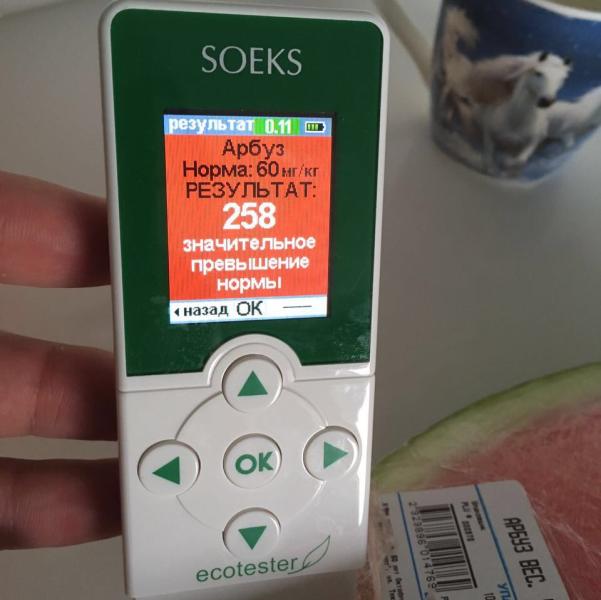 SOEKS
результат 0.11
Арбуз
Норма: 60 мг/кг
РЕЗУЛЬТАТ:
258
значительное
превышение
нормы
назад OK
OK
ecotester
АРБУЗ ВЕС.